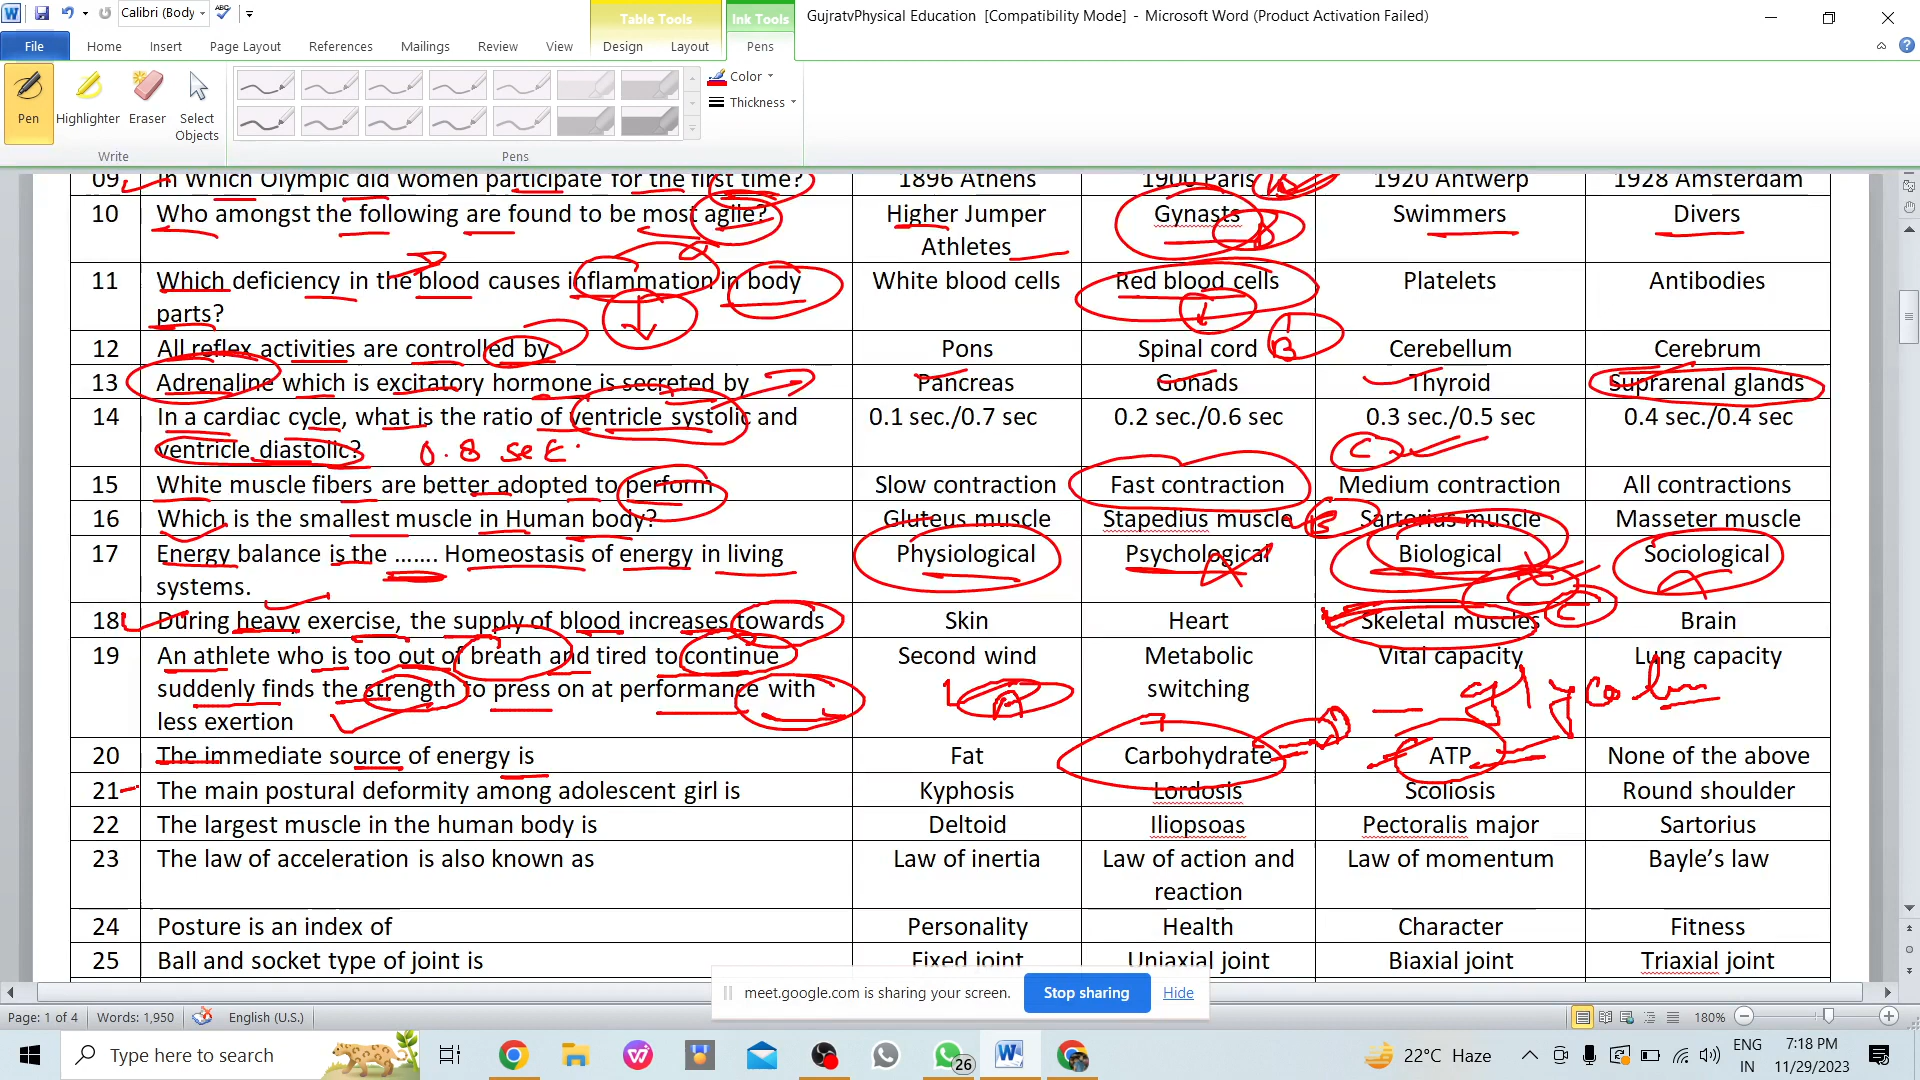 Calibri (Body
GujratvPhysical Education [Compatibility Mode] - Microsoft Word (Product Activation Failed)
Table Tools
Ink Tools
File Home Insert Page Layout References Mailings Review View Design Layout Pens
Pen Highlighter Eraser Select Objects
Color
Thickness
Write
Pens
09 In Which Olympic did women participate for the first time? 1896 Athens 1900 Paris 1920 Antwerp 1928 Amsterdam
10 Who amongst the following are found to be most agile? Higher Jumper Gynasts Swimmers Divers
Athletes
11 Which deficiency in the blood causes inflammation in body White blood cells Red blood cells Platelets Antibodies
parts?
12 All reflex activities are controlled by Pons Spinal cord B Cerebellum Cerebrum
13 Adrenaline which is excitatory hormone is secreted by Pancreas Gonads Thyroid Suprarenal glands
14 In a cardiac cycle, what is the ratio of ventricle systolic and 0.1 sec./0.7 sec 0.2 sec./0.6 sec 0.3 sec./0.5 sec 0.4 sec./0.4 sec
ventricle diastolic? 0.8 sec. C
15 White muscle fibers are better adopted to perform Slow contraction Fast contraction Medium contraction All contractions
16 Which is the smallest muscle in Human body? Gluteus muscle Stapedius muscle B Sartorius muscle Masseter muscle
17 Energy balance is the ....... Homeostasis of energy in living Physiological Psychological Biological Sociological
systems. C
18 During heavy exercise, the supply of blood increases towards Skin Heart Skeletal muscles Brain
19 An athlete who is too out of breath and tired to continue Second wind Metabolic Vital capacity Lung capacity
suddenly finds the strength to press on at performance with A switching
less exertion
20 The immediate source of energy is Fat Carbohydrate ATP None of the above
21 The main postural deformity among adolescent girl is Kyphosis Lordosis Scoliosis Round shoulder
22 The largest muscle in the human body is Deltoid Iliopsoas Pectoralis major Sartorius
23 The law of acceleration is also known as Law of inertia Law of action and Law of momentum Bayle's law
reaction
24 Posture is an index of Personality Health Character Fitness
25 Ball and socket type of joint is Fixed joint Uniaxial joint Biaxial joint Triaxial joint
meet.google.com is sharing your screen. Stop sharing Hide
Page: 1 of 4 Words: 1,950 English (U.S.) 180%
Type here to search 26 22°C Haze ENG 7:18 PM
IN 11/29/2023